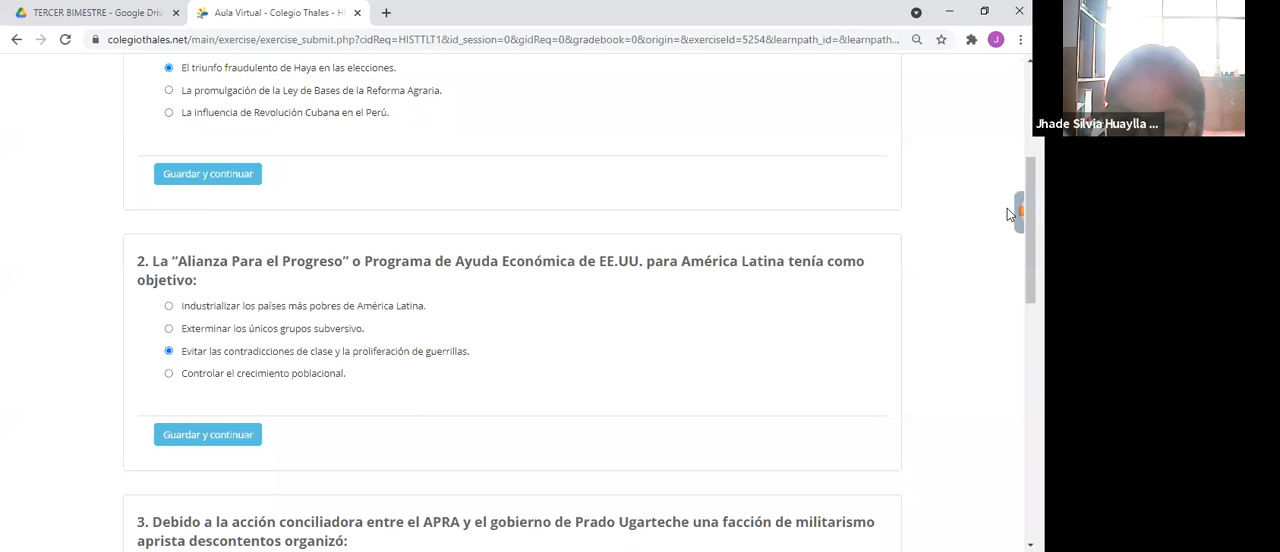 TERCER BIMESTRE - Google Driv
Aula Virtual - Colegio Thales - HI
colegiothales.net/main/exercise/exercise_submit.php?cidReq=HISTTLT1&id_session=0&gidReq=0&gradebook=0&origin=&exerciseId=5254&learnpath_id=&learnpath...
J
Jhade Silvia Huaylla ...
El triunfo fraudulento de Haya en las elecciones.
La promulgación de la Ley de Bases de la Reforma Agraria.
La influencia de Revolución Cubana en el Perú.
Guardar y continuar
2. La “Alianza Para el Progreso” o Programa de Ayuda Económica de EE.UU. para América Latina tenía como
objetivo:
Industrializar los países más pobres de América Latina.
Exterminar los únicos grupos subversivo.
Evitar las contradicciones de clase y la proliferación de guerrillas.
Controlar el crecimiento poblacional.
Guardar y continuar
3. Debido a la acción conciliadora entre el APRA y el gobierno de Prado Ugarteche una facción de militarismo
aprista descontentos organizó: